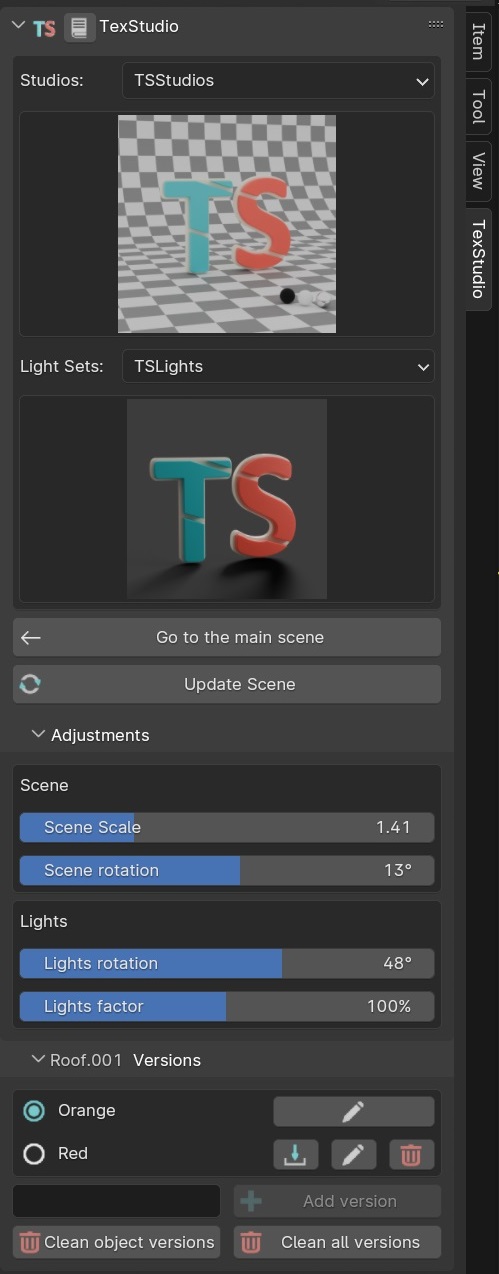 TS TexStudio
Item
Tool
View
TexStudio
Studios: TSStudios
TS
Light Sets: TSLights
TS
Go to the main scene
Update Scene
Adjustments
Scene
Scene Scale 1.41
Scene rotation 13°
Lights
Lights rotation 48°
Lights factor 100%
Roof.001 Versions
Orange
Red
Add version
Clean object versions Clean all versions